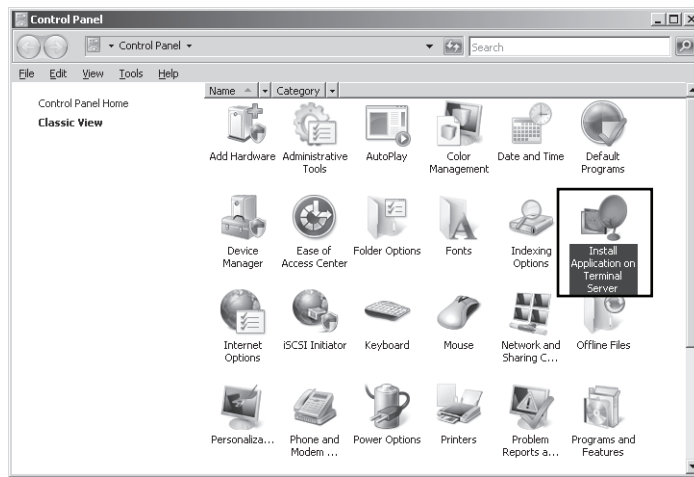 Control Panel
Control Panel
Search
File Edit View Tools Help
Name Category
Control Panel Home
Classic View
Add Hardware
Administrative
Tools
AutoPlay
Color
Management
Date and Time
Default
Programs
Device
Manager
Ease of
Access Center
Folder Options
Fonts
Indexing
Options
Install
Application on
Terminal
Server
Internet
Options
iSCSI Initiator
Keyboard
Mouse
Network and
Sharing C...
Offline Files
Personaliza...
Phone and
Modem ...
Power Options
Printers
Problem
Reports a...
Programs and
Features